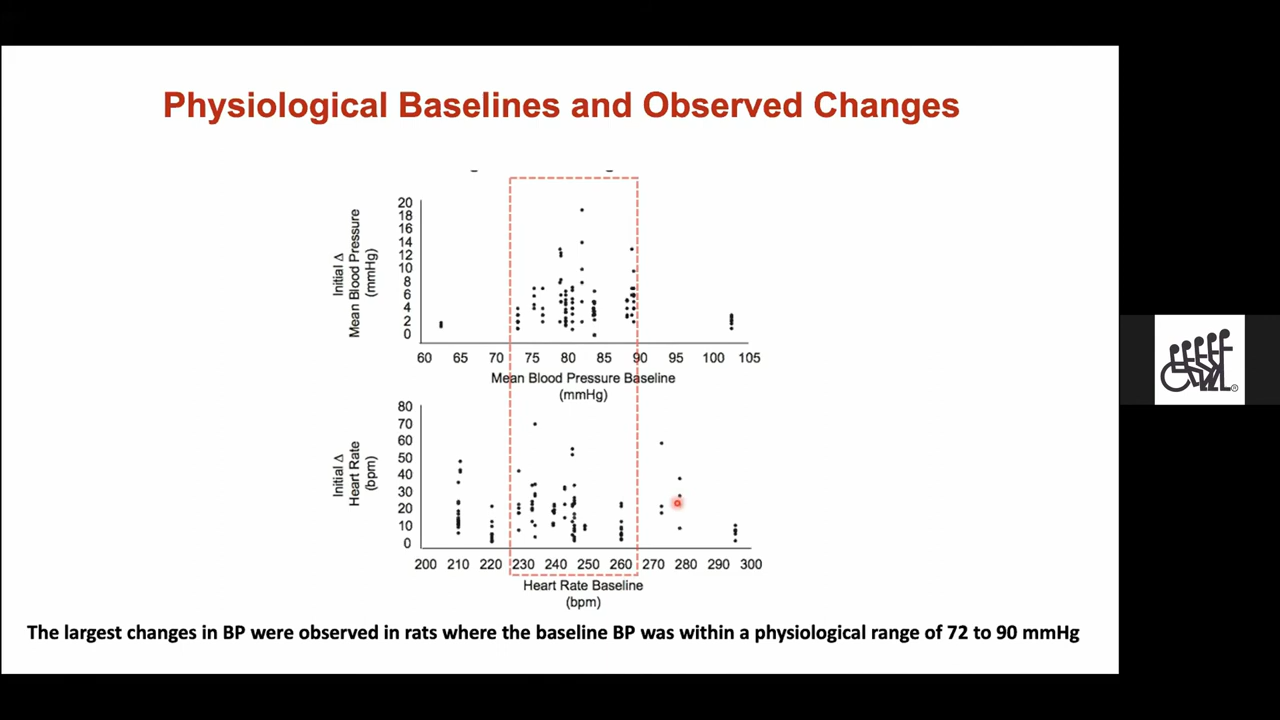 Physiological Baselines and Observed Changes
20
18
16
14
12
10
8
6
4
2
0
Initial Δ
Mean Blood Pressure
(mmHg)
60 65 70 75 80 85 90 95 100 105
Mean Blood Pressure Baseline
(mmHg)
80
70
60
50
40
30
20
10
0
Initial Δ
Heart Rate
(bpm)
200 210 220 230 240 250 260 270 280 290 300
Heart Rate Baseline
(bpm)
The largest changes in BP were observed in rats where the baseline BP was within a physiological range of 72 to 90 mmHg
®